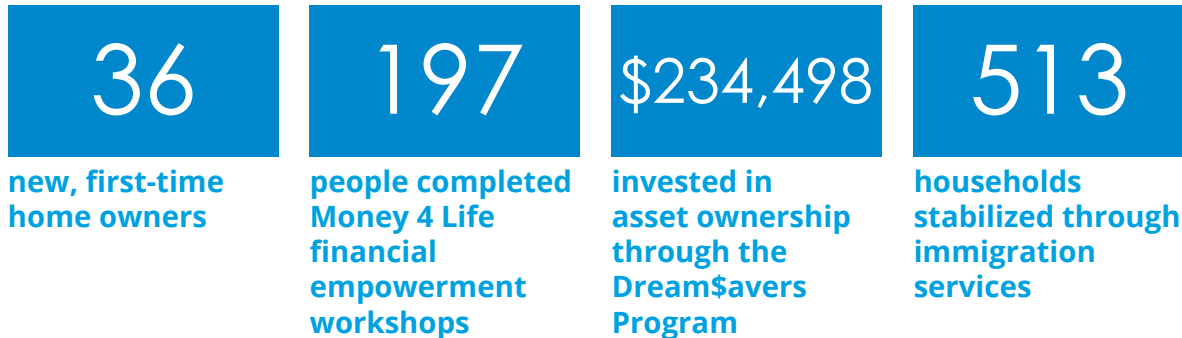 36
new, first-time
home owners
197
people completed
Money 4 Life
financial
empowerment
workshops
$234,498
invested in
asset ownership
through the
Dream$avers
Program
513
households
stabilized through
immigration
services